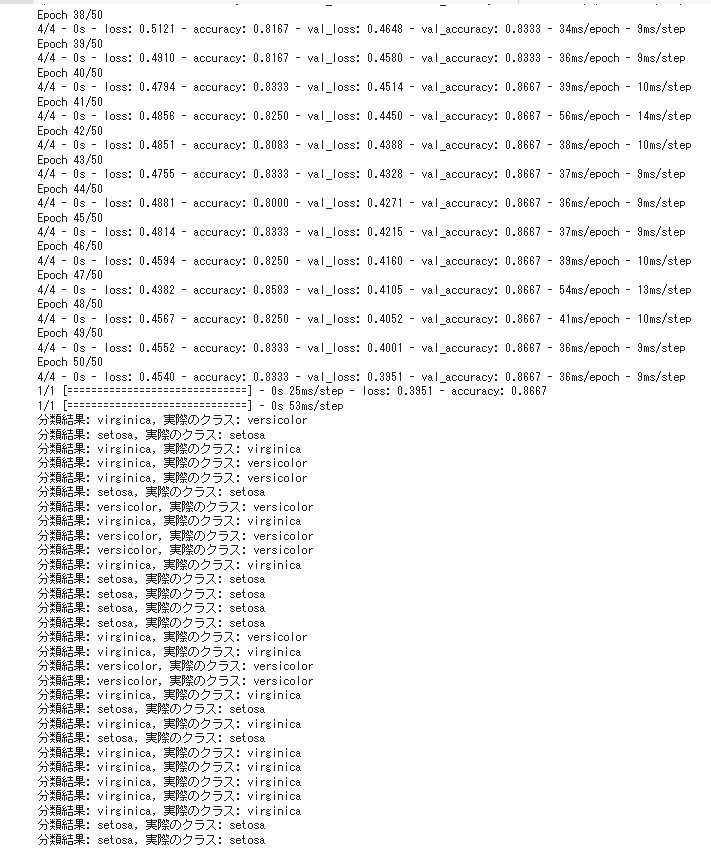 Epoch 38/50
4/4 - 0s - loss: 0.5121 - accuracy: 0.8167 - val_loss: 0.4648 - val_accuracy: 0.8333 - 34ms/epoch - 9ms/step
Epoch 39/50
4/4 - 0s - loss: 0.4910 - accuracy: 0.8167 - val_loss: 0.4580 - val_accuracy: 0.8333 - 36ms/epoch - 9ms/step
Epoch 40/50
4/4 - 0s - loss: 0.4794 - accuracy: 0.8333 - val_loss: 0.4514 - val_accuracy: 0.8667 - 39ms/epoch - 10ms/step
Epoch 41/50
4/4 - 0s - loss: 0.4856 - accuracy: 0.8250 - val_loss: 0.4450 - val_accuracy: 0.8667 - 56ms/epoch - 14ms/step
Epoch 42/50
4/4 - 0s - loss: 0.4851 - accuracy: 0.8083 - val_loss: 0.4388 - val_accuracy: 0.8667 - 38ms/epoch - 10ms/step
Epoch 43/50
4/4 - 0s - loss: 0.4755 - accuracy: 0.8333 - val_loss: 0.4328 - val_accuracy: 0.8667 - 37ms/epoch - 9ms/step
Epoch 44/50
4/4 - 0s - loss: 0.4881 - accuracy: 0.8000 - val_loss: 0.4271 - val_accuracy: 0.8667 - 36ms/epoch - 9ms/step
Epoch 45/50
4/4 - 0s - loss: 0.4814 - accuracy: 0.8333 - val_loss: 0.4215 - val_accuracy: 0.8667 - 37ms/epoch - 9ms/step
Epoch 46/50
4/4 - 0s - loss: 0.4594 - accuracy: 0.8250 - val_loss: 0.4160 - val_accuracy: 0.8667 - 39ms/epoch - 10ms/step
Epoch 47/50
4/4 - 0s - loss: 0.4382 - accuracy: 0.8583 - val_loss: 0.4105 - val_accuracy: 0.8667 - 54ms/epoch - 13ms/step
Epoch 48/50
4/4 - 0s - loss: 0.4567 - accuracy: 0.8250 - val_loss: 0.4052 - val_accuracy: 0.8667 - 41ms/epoch - 10ms/step
Epoch 49/50
4/4 - 0s - loss: 0.4552 - accuracy: 0.8333 - val_loss: 0.4001 - val_accuracy: 0.8667 - 36ms/epoch - 9ms/step
Epoch 50/50
4/4 - 0s - loss: 0.4540 - accuracy: 0.8333 - val_loss: 0.3951 - val_accuracy: 0.8667 - 36ms/epoch - 9ms/step
1/1 [==============================] - 0s 25ms/step - loss: 0.3951 - accuracy: 0.8667
1/1 [==============================] - 0s 53ms/step
分類結果: virginica, 実際のクラス: versicolor
分類結果: setosa, 実際のクラス: setosa
分類結果: virginica, 実際のクラス: virginica
分類結果: virginica, 実際のクラス: versicolor
分類結果: virginica, 実際のクラス: versicolor
分類結果: setosa, 実際のクラス: setosa
分類結果: versicolor, 実際のクラス: versicolor
分類結果: virginica, 実際のクラス: virginica
分類結果: versicolor, 実際のクラス: versicolor
分類結果: versicolor, 実際のクラス: versicolor
分類結果: virginica, 実際のクラス: virginica
分類結果: setosa, 実際のクラス: setosa
分類結果: setosa, 実際のクラス: setosa
分類結果: setosa, 実際のクラス: setosa
分類結果: setosa, 実際のクラス: setosa
分類結果: virginica, 実際のクラス: versicolor
分類結果: virginica, 実際のクラス: virginica
分類結果: versicolor, 実際のクラス: versicolor
分類結果: versicolor, 実際のクラス: versicolor
分類結果: virginica, 実際のクラス: virginica
分類結果: setosa, 実際のクラス: setosa
分類結果: virginica, 実際のクラス: virginica
分類結果: setosa, 実際のクラス: setosa
分類結果: virginica, 実際のクラス: virginica
分類結果: virginica, 実際のクラス: virginica
分類結果: virginica, 実際のクラス: virginica
分類結果: virginica, 実際のクラス: virginica
分類結果: virginica, 実際のクラス: virginica
分類結果: setosa, 実際のクラス: setosa
分類結果: setosa, 実際のクラス: setosa